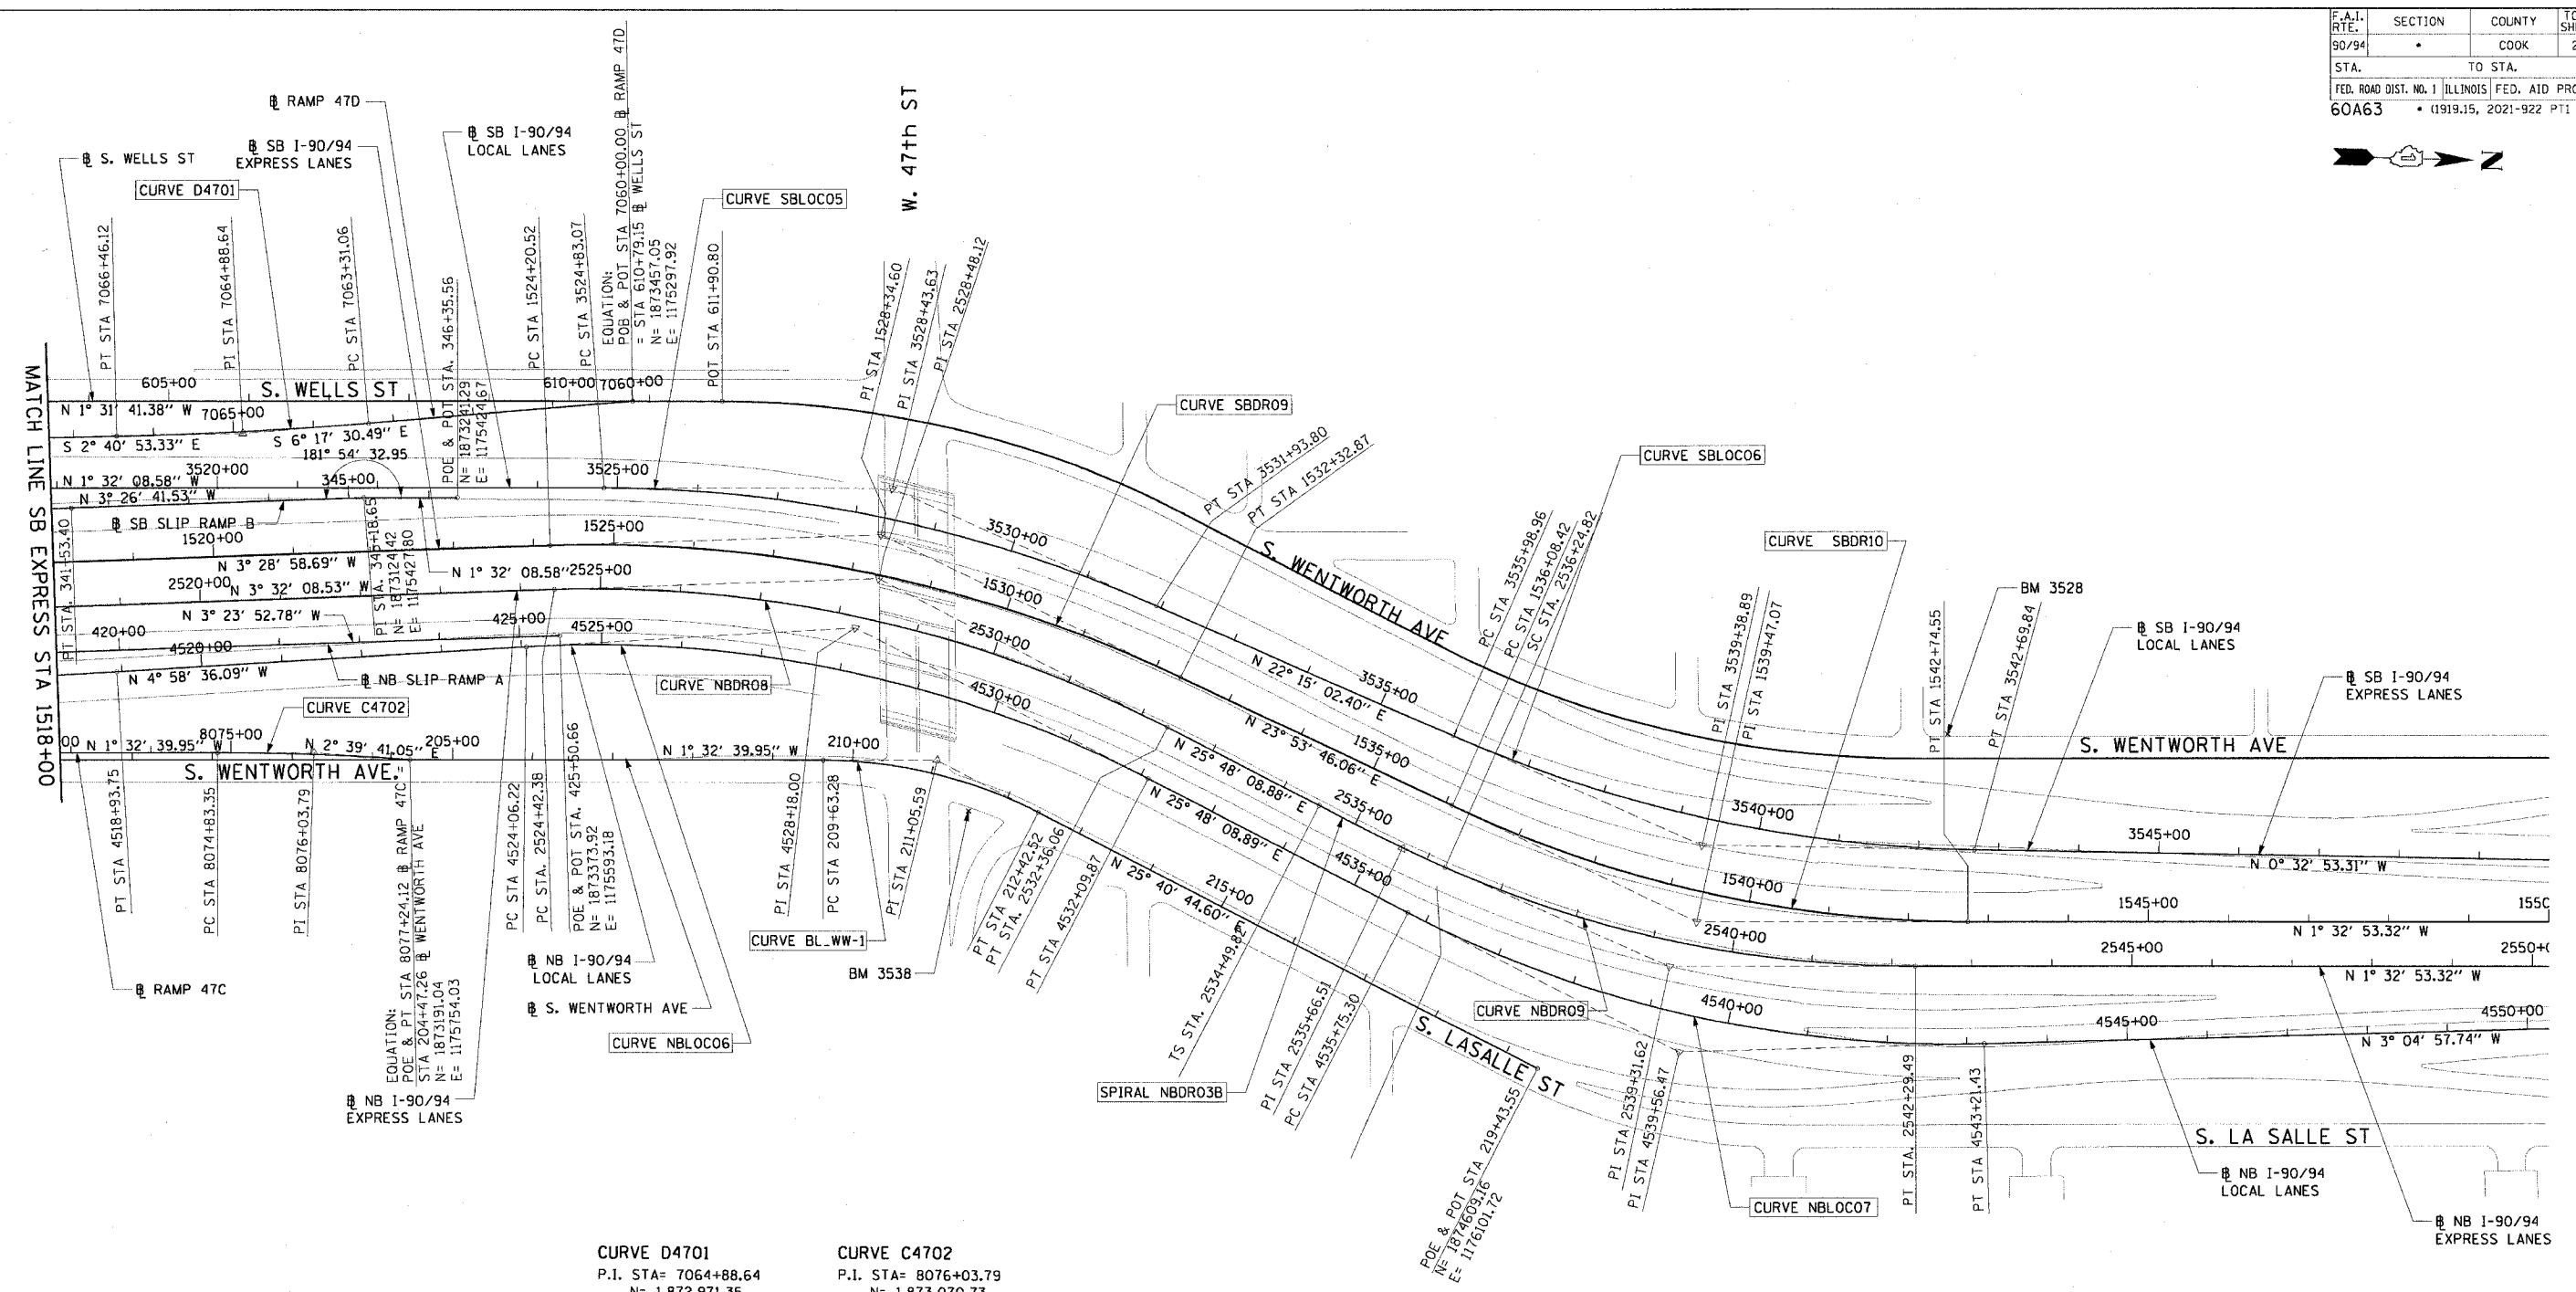 F.A.I. RTE. SECTION COUNTY
90/94 • COOK
STA. TO STA.
FED. ROAD DIST. NO. 1 ILLINOIS FED. AID
60A63 • (1919.15, 2021-922 PT1
N
W. 47th ST
℄ RAMP 47D
℄ SB I-90/94
EXPRESS LANES
℄ SB I-90/94
LOCAL LANES
℄ S. WELLS ST
CURVE D4701
CURVE SBLOC05
PT STA 7066+46.12
PI STA 7064+88.64
PC STA 7063+31.06
POE & POT STA. 346+35.56
N= 1873241.29
E= 1175424.67
PC STA 1524+20.52
PC STA 3524+83.07
EQUATION:
POB & POT STA 7060+00.00 ℄ RAMP 47D
= STA 610+79.15 ℄ WELLS ST
N= 1873457.05
E= 1175297.92
POT STA 611+90.80
PI STA 1528+34.60
PI STA 3528+43.63
PI STA 2528+48.12
MATCH LINE SB EXPRESS STA 1518+00
605+00
S. WELLS ST
610+00
7060+00
N 1° 31' 41.38" W
7065+00
S 2° 40' 53.33" E
S 6° 17' 30.49" E
181° 54' 32.95
3520+00
345+00
3525+00
N 1° 32' 08.58" W
N 3° 26' 41.53" W
℄ SB SLIP RAMP B
PT STA. 341+53.40
1520+00
1525+00
N 3° 28' 58.69" W
PI STA. 345+18.65
N= 1873124.42
E= 1175427.80
N 1° 32' 08.58"
2520+00
2525+00
N 3° 32' 08.53" W
N 3° 23' 52.78" W
420+00
425+00
4520+00
4525+00
N 4° 58' 36.09" W
℄ NB SLIP RAMP A
CURVE NBDR08
CURVE C4702
00
N 1° 32' 39.95" W
8075+00
N 2° 39' 41.05" E
205+00
N 1° 32' 39.95" W
210+00
S. WENTWORTH AVE.
CURVE SBDR09
PT STA 3531+93.80
PT STA 1532+32.87
3530+00
1530+00
2530+00
4530+00
S. WENTWORTH AVE
CURVE SBLOC06
PC STA 3535+98.96
PC STA 1536+08.42
SC STA. 2536+24.82
CURVE SBDR10
N 22° 15' 02.40" E
3535+00
N 23° 53' 46.06" E
1535+00
N 25° 48' 08.88" E
2535+00
N 25° 48' 08.89" E
4535+00
N 25° 40' 44.60" E
215+00
PI STA 3539+38.89
PI STA 1539+47.07
PT STA 1542+74.55
PT STA 3542+69.84
BM 3528
℄ SB I-90/94
LOCAL LANES
℄ SB I-90/94
EXPRESS LANES
S. WENTWORTH AVE
3540+00
3545+00
N 0° 32' 53.31" W
1540+00
1545+00
N 1° 32' 53.32" W
2540+00
2545+00
N 1° 32' 53.32" W
4540+00
4545+00
4550+00
N 3° 04' 57.74" W
PT STA 4518+93.75
PC STA 8074+83.35
PI STA 8076+03.79
EQUATION:
POE & PT STA 8077+24.12 ℄ RAMP 47C
STA 204+47.26 ℄ WENTWORTH AVE
N= 1873191.04
E= 1175754.03
PC STA 4524+06.22
PC STA. 2524+42.38
POE & POT STA. 425+50.66
N= 1873373.92
E= 1175593.18
PI STA 4528+18.00
PC STA 209+63.28
PI STA 211+05.59
CURVE BL_WW-1
BM 3538
PT STA 212+42.52
PT STA. 2532+36.06
PT STA 4532+09.87
℄ RAMP 47C
℄ NB I-90/94
LOCAL LANES
℄ S. WENTWORTH AVE
CURVE NBLOC06
℄ NB I-90/94
EXPRESS LANES
TS STA. 2534+49.82
SPIRAL NBDR03B
PI STA 2535+66.51
PC STA 4535+75.30
S. LASALLE ST
CURVE NBDR09
PI STA 2539+31.62
PI STA 4539+56.47
POE & POT STA 219+43.55
N= 1874609.16
E= 1176101.72
CURVE NBLOC07
PT STA. 2542+29.49
PT STA 4543+21.43
S. LA SALLE ST
℄ NB I-90/94
LOCAL LANES
℄ NB I-90/94
EXPRESS LANES
CURVE D4701
P.I. STA= 7064+88.64
CURVE C4702
P.I. STA= 8076+03.79